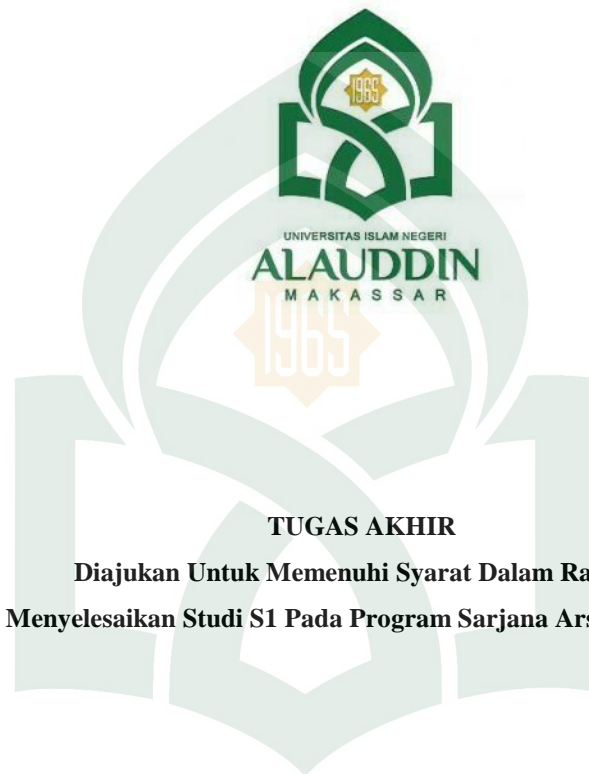 1965
UNIVERSITAS ISLAM NEGERI
ALAUDDIN
MAKASSAR
1965
TUGAS AKHIR
Diajukan Untuk Memenuhi Syarat Dalam Ra
Menyelesaikan Studi S1 Pada Program Sarjana Ars